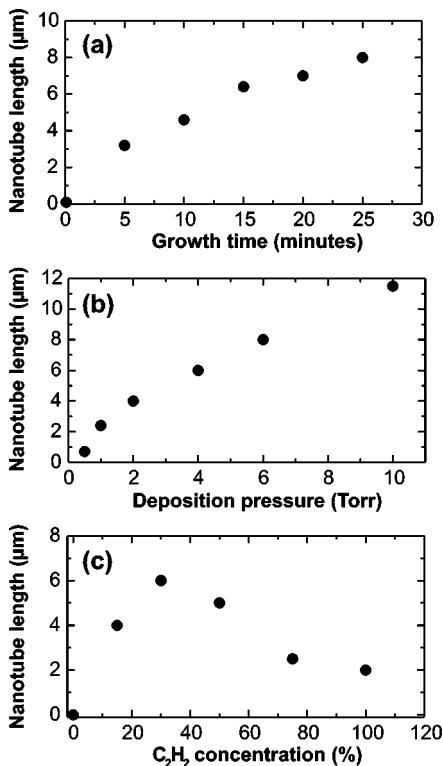 (a)
Nanotube length (μm)
10
8
6
4
2
0
0 5 10 15 20 25 30
Growth time (minutes)
(b)
Nanotube length (μm)
12
10
8
6
4
2
0
0 2 4 6 8 10
Deposition pressure (Torr)
(c)
Nanotube length (μm)
8
6
4
2
0
0 20 40 60 80 100 120
C₂H₂ concentration (%)